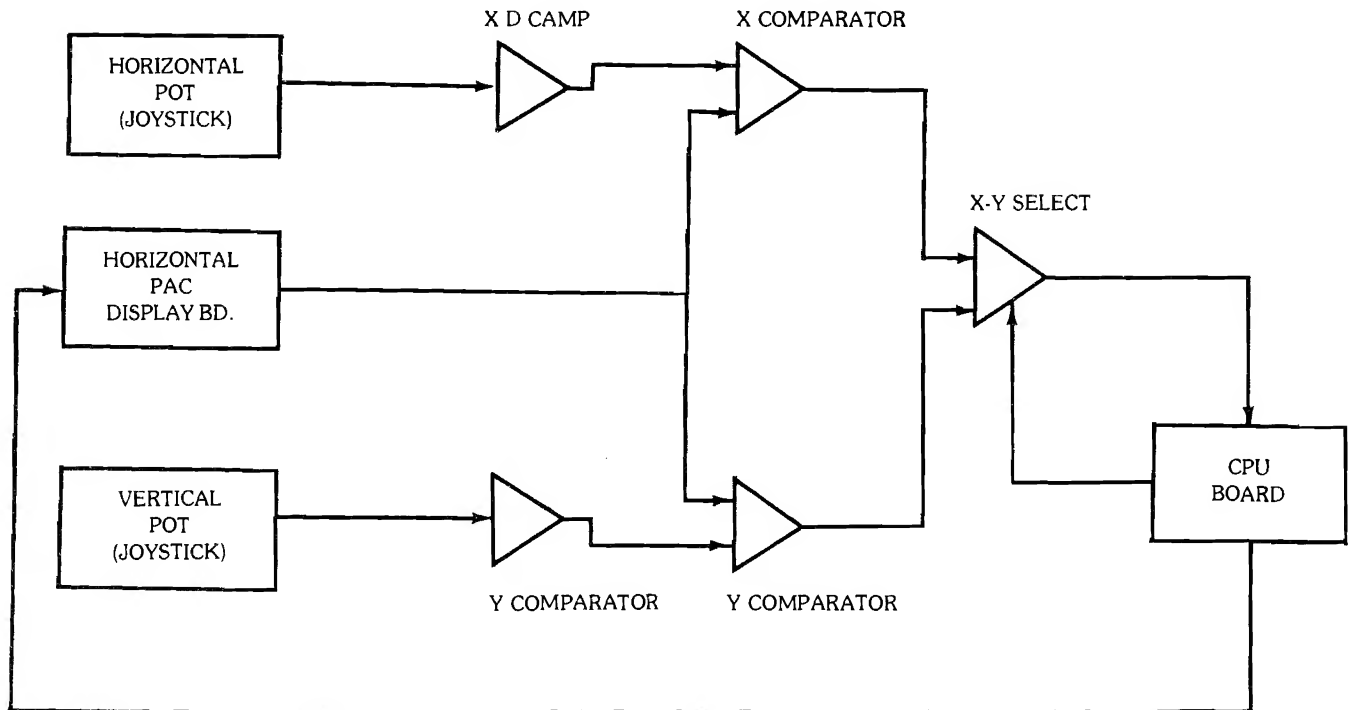 X D CAMP
X COMPARATOR
HORIZONTAL
POT
(JOYSTICK)
X-Y SELECT
HORIZONTAL
PAC
DISPLAY BD.
CPU
BOARD
VERTICAL
POT
(JOYSTICK)
Y COMPARATOR
Y COMPARATOR